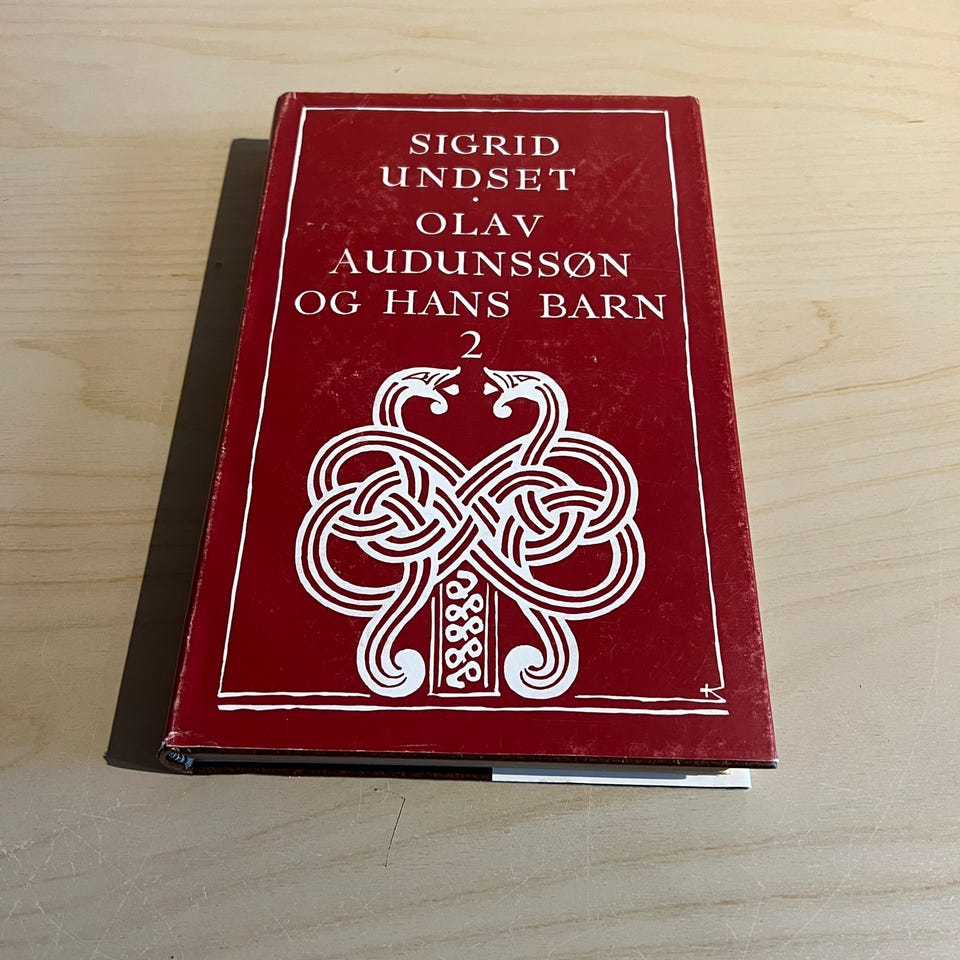 SIGRID
UNDSET
·
OLAV
AUDUNSSØN
OG HANS BARN
2